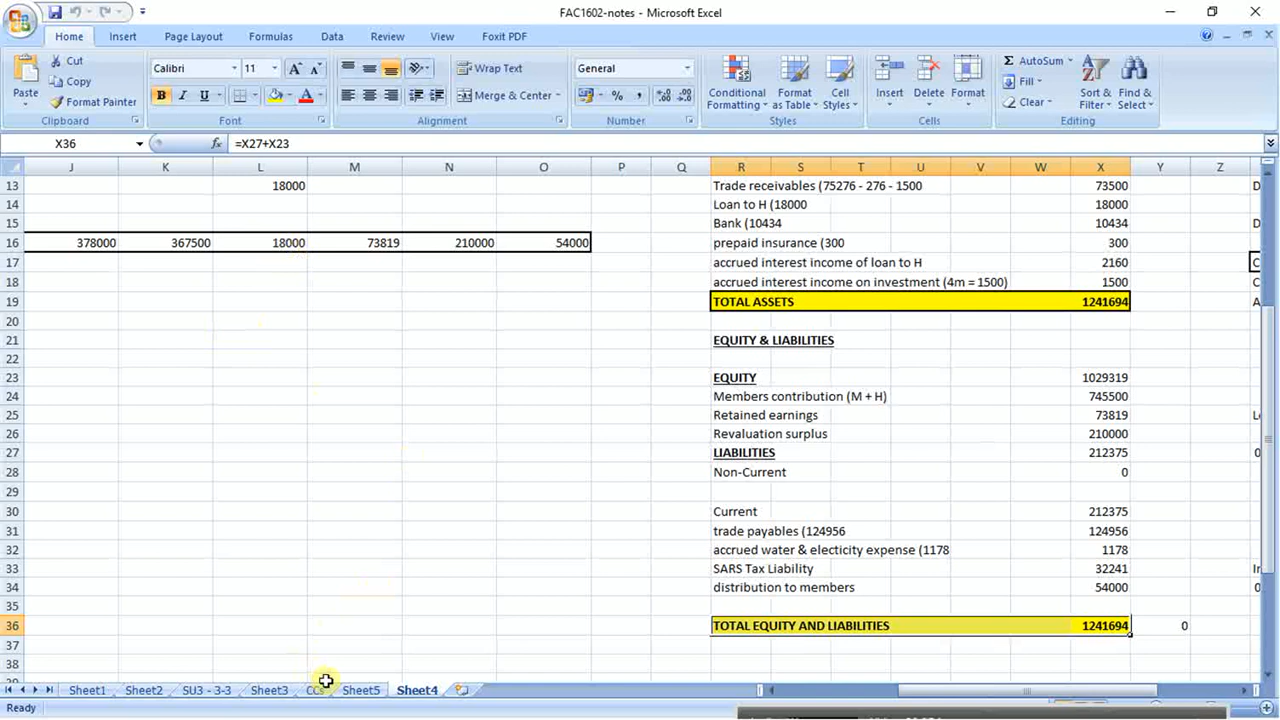 FAC1602-notes - Microsoft Excel
Home Insert Page Layout Formulas Data Review View Foxit PDF
Cut
Copy
Format Painter
Paste
Clipboard
Calibri 11
B I U
Font
Wrap Text
Merge & Center
Alignment
General
Number
Conditional Formatting
Format as Table
Cell Styles
Styles
Insert Delete Format
Cells
AutoSum
Fill
Clear
Sort & Filter
Find & Select
Editing
X36 fx =X27+X23
J K L M N O P Q R S T U V W X Y Z
13 18000 Trade receivables (75276 - 276 - 1500 73500 D
14 Loan to H (18000 18000
15 Bank (10434 10434 D
16 378000 367500 18000 73819 210000 54000 prepaid insurance (300 300
17 accrued interest income of loan to H 2160 C
18 accrued interest income on investment (4m = 1500) 1500 C
19 TOTAL ASSETS 1241694 A
20
21 EQUITY & LIABILITIES
22
23 EQUITY 1029319
24 Members contribution (M + H) 745500
25 Retained earnings 73819
26 Revaluation surplus 210000
27 LIABILITIES 212375 0
28 Non-Current 0
29
30 Current 212375
31 trade payables (124956 124956
32 accrued water & electicity expense (1178 1178
33 SARS Tax Liability 32241
34 distribution to members 54000 0
35
36 TOTAL EQUITY AND LIABILITIES 1241694 0
37
38
Sheet1 Sheet2 SU3 - 3-3 Sheet3 Sheet5 Sheet4
Ready